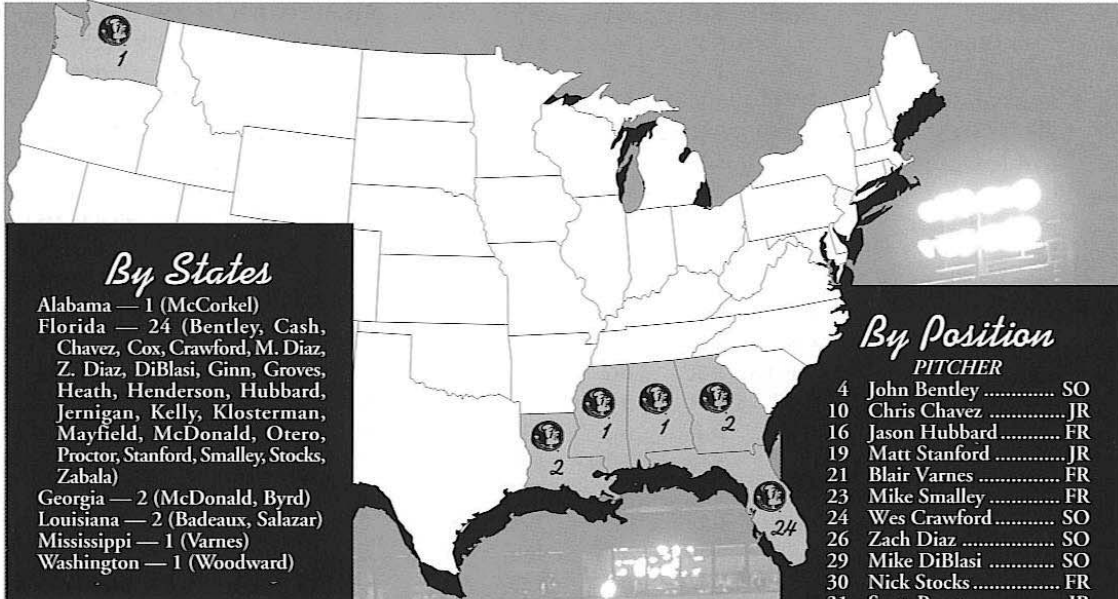 1
By States
Alabama — 1 (McCorkel)
Florida — 24 (Bentley, Cash,
Chavez, Cox, Crawford, M. Diaz,
Z. Diaz, DiBlasi, Ginn, Groves,
Heath, Henderson, Hubbard,
Jernigan, Kelly, Klosterman,
Mayfield, McDonald, Otero,
Proctor, Stanford, Smalley, Stocks,
Zabala)
Georgia — 2 (McDonald, Byrd)
Louisiana — 2 (Badeaux, Salazar)
Mississippi — 1 (Varnes)
Washington — 1 (Woodward)
1
1
2
2
24
By Position
PITCHER
4 John Bentley ............ SO
10 Chris Chavez ............. JR
16 Jason Hubbard ........... FR
19 Matt Stanford ............ JR
21 Blair Varnes ............... FR
23 Mike Smalley ............. FR
24 Wes Crawford ........... SO
26 Zach Diaz .................. SO
29 Mike DiBlasi ............. SO
30 Nick Stocks ................ FR